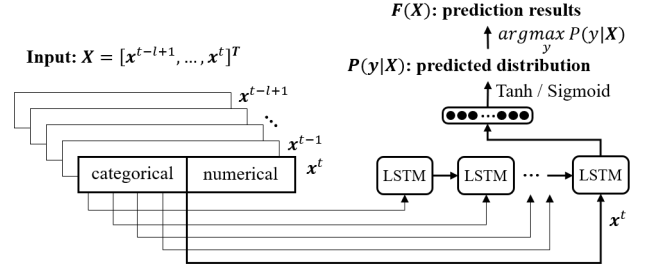 F(X): prediction results
argmax P(y|X)
y
Input: X = [x^{t−l+1}, ..., x^t]^T
P(y|X): predicted distribution
Tanh / Sigmoid
x^{t−l+1}
⋱
x^{t−1}
categorical numerical x^t
LSTM LSTM ... LSTM
x^t